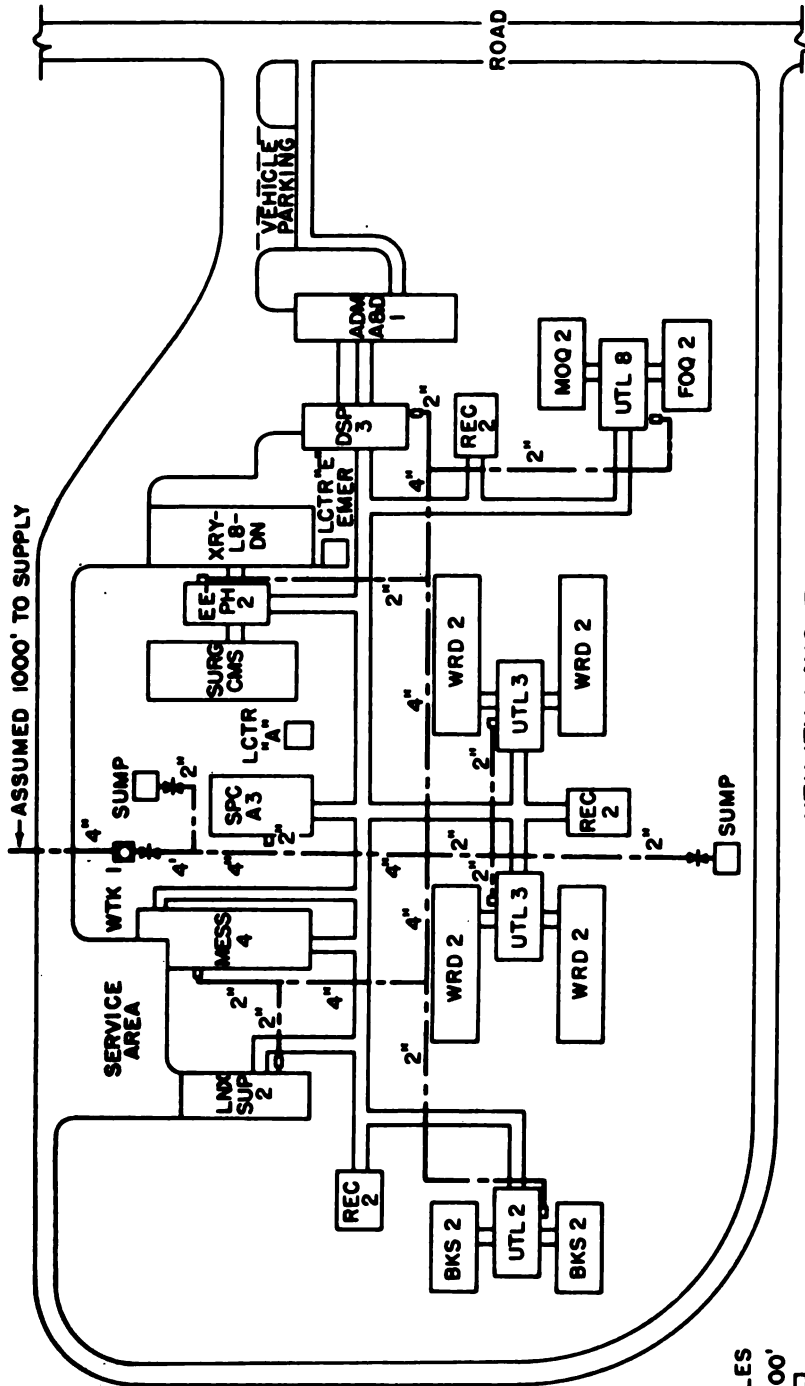 ROAD
VEHICLE
PARKING
ADM
A&D
1
DSP
3
2"
REC
2
MOQ 2
UTL 8
FOQ 2
2"
4"
LCTR "E"
EMER
XRY-
LB-
DN
EE-
PH
2
SURG
CMS
2"
WRD 2
UTL 3
WRD 2
2"
4"
ASSUMED 1000' TO SUPPLY
LCTR
"A"
SUMP
2"
4"
4'
4"
SPC
A3
2"
4"
2"
2"
REC
2
SUMP
WTK 1
MESS
4
4"
2"
WRD 2
UTL 3
WRD 2
SERVICE
AREA
2"
2"
4"
2"
LNX
SUP
2
REC
2
BKS 2
UTL 2
BKS 2
LES
00'